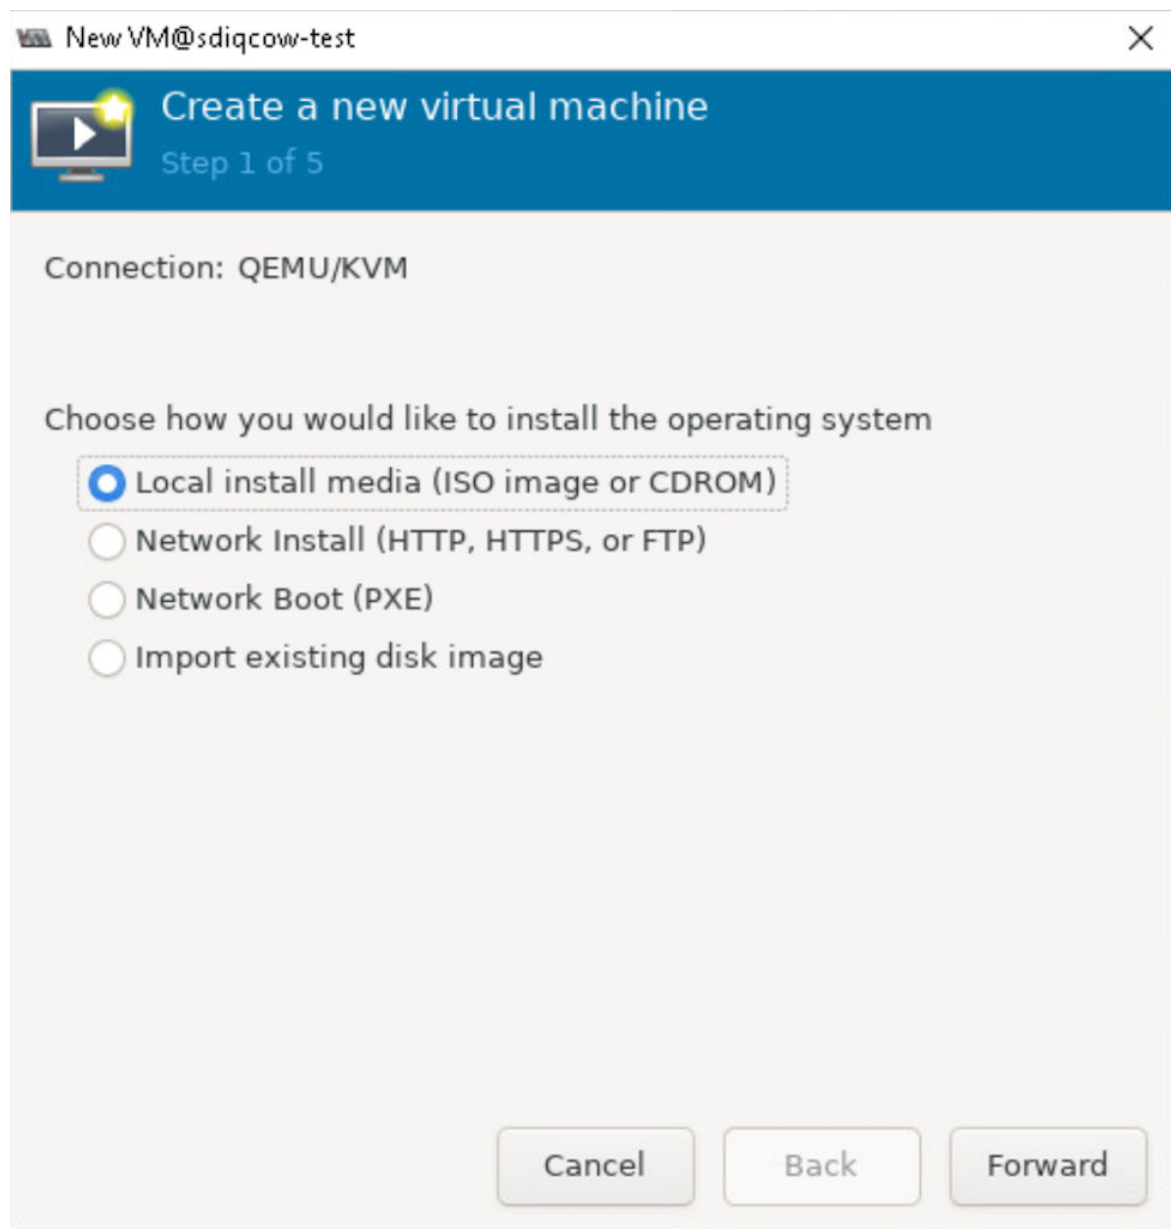 New VM@sdiqcow-test
Create a new virtual machine
Step 1 of 5
Connection: QEMU/KVM
Choose how you would like to install the operating system
Local install media (ISO image or CDROM)
Network Install (HTTP, HTTPS, or FTP)
Network Boot (PXE)
Import existing disk image
Cancel Back Forward